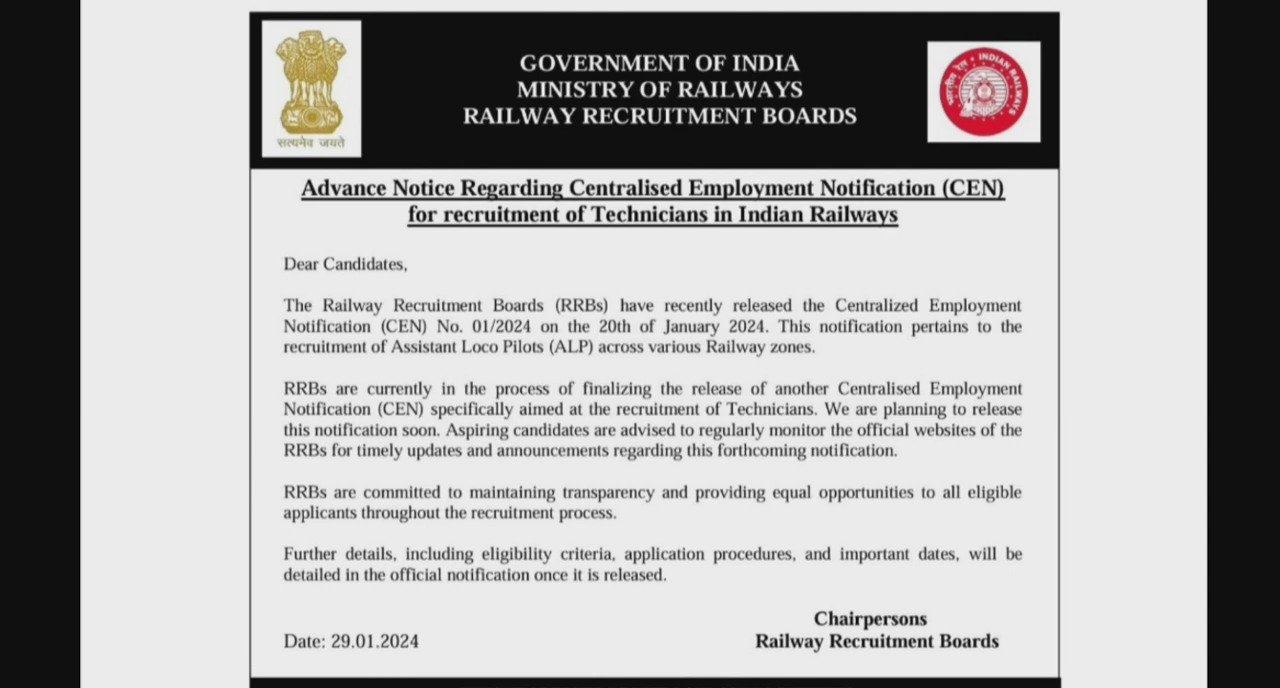 सत्यमेव जयते
GOVERNMENT OF INDIA
MINISTRY OF RAILWAYS
RAILWAY RECRUITMENT BOARDS
भारतीय रेल • INDIAN RAILWAYS
Advance Notice Regarding Centralised Employment Notification (CEN)
for recruitment of Technicians in Indian Railways
Dear Candidates,
The Railway Recruitment Boards (RRBs) have recently released the Centralized Employment
Notification (CEN) No. 01/2024 on the 20th of January 2024. This notification pertains to the
recruitment of Assistant Loco Pilots (ALP) across various Railway zones.
RRBs are currently in the process of finalizing the release of another Centralised Employment
Notification (CEN) specifically aimed at the recruitment of Technicians. We are planning to release
this notification soon. Aspiring candidates are advised to regularly monitor the official websites of the
RRBs for timely updates and announcements regarding this forthcoming notification.
RRBs are committed to maintaining transparency and providing equal opportunities to all eligible
applicants throughout the recruitment process.
Further details, including eligibility criteria, application procedures, and important dates, will be
detailed in the official notification once it is released.
Chairpersons
Date: 29.01.2024 Railway Recruitment Boards